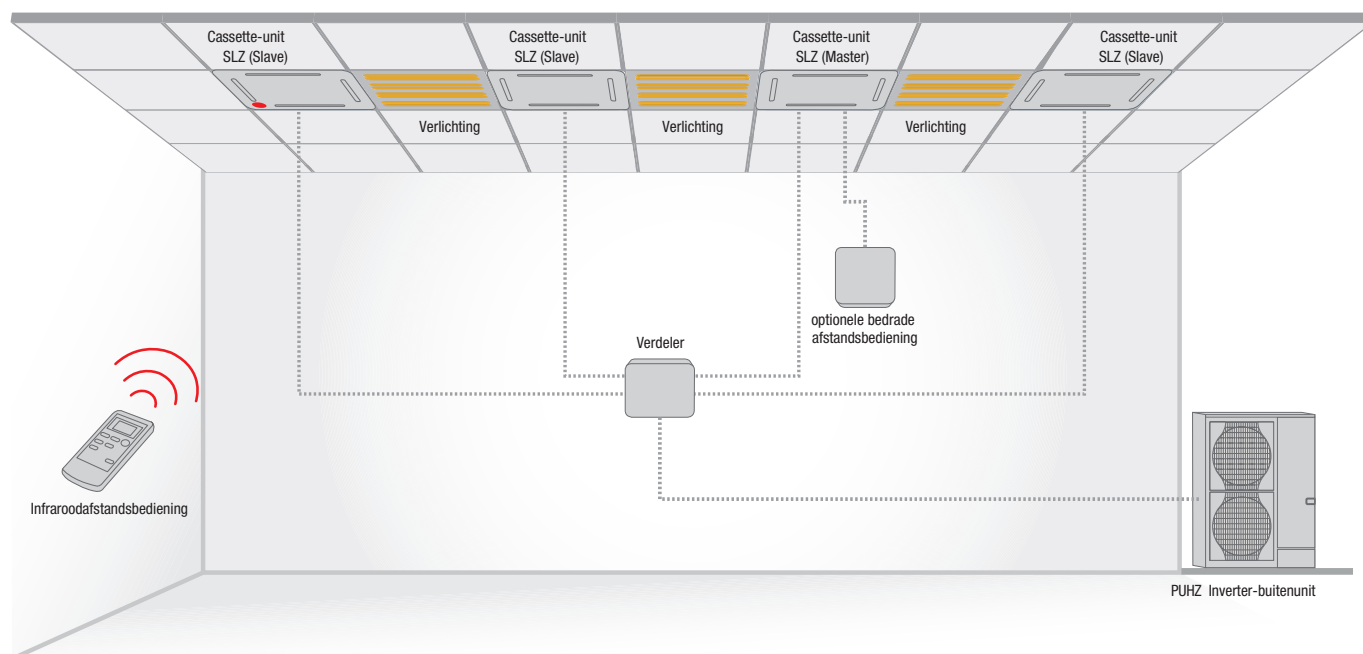 Cassette-unit
SLZ (Slave)
Cassette-unit
SLZ (Slave)
Cassette-unit
SLZ (Master)
Cassette-unit
SLZ (Slave)
Verlichting
Verlichting
Verlichting
optionele bedrade
afstandsbediening
Verdeler
Infraroodafstandsbediening
PUHZ Inverter-buitenunit